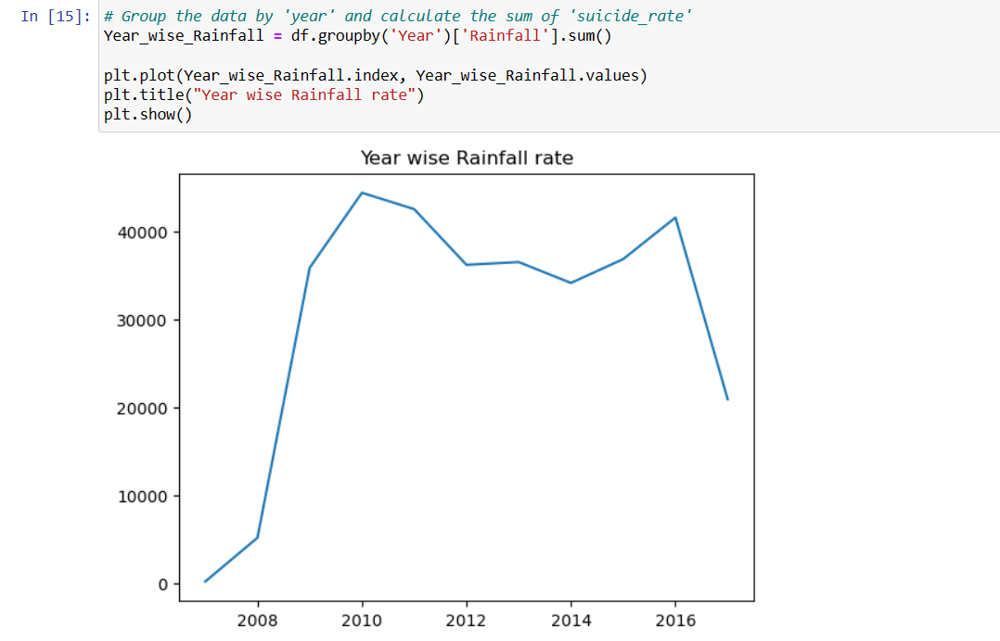 In [15]: # Group the data by 'year' and calculate the sum of 'suicide_rate'
Year_wise_Rainfall = df.groupby('Year')['Rainfall'].sum()
plt.plot(Year_wise_Rainfall.index, Year_wise_Rainfall.values)
plt.title("Year wise Rainfall rate")
plt.show()
Year wise Rainfall rate
40000
30000
20000
10000
0
2008 2010 2012 2014 2016